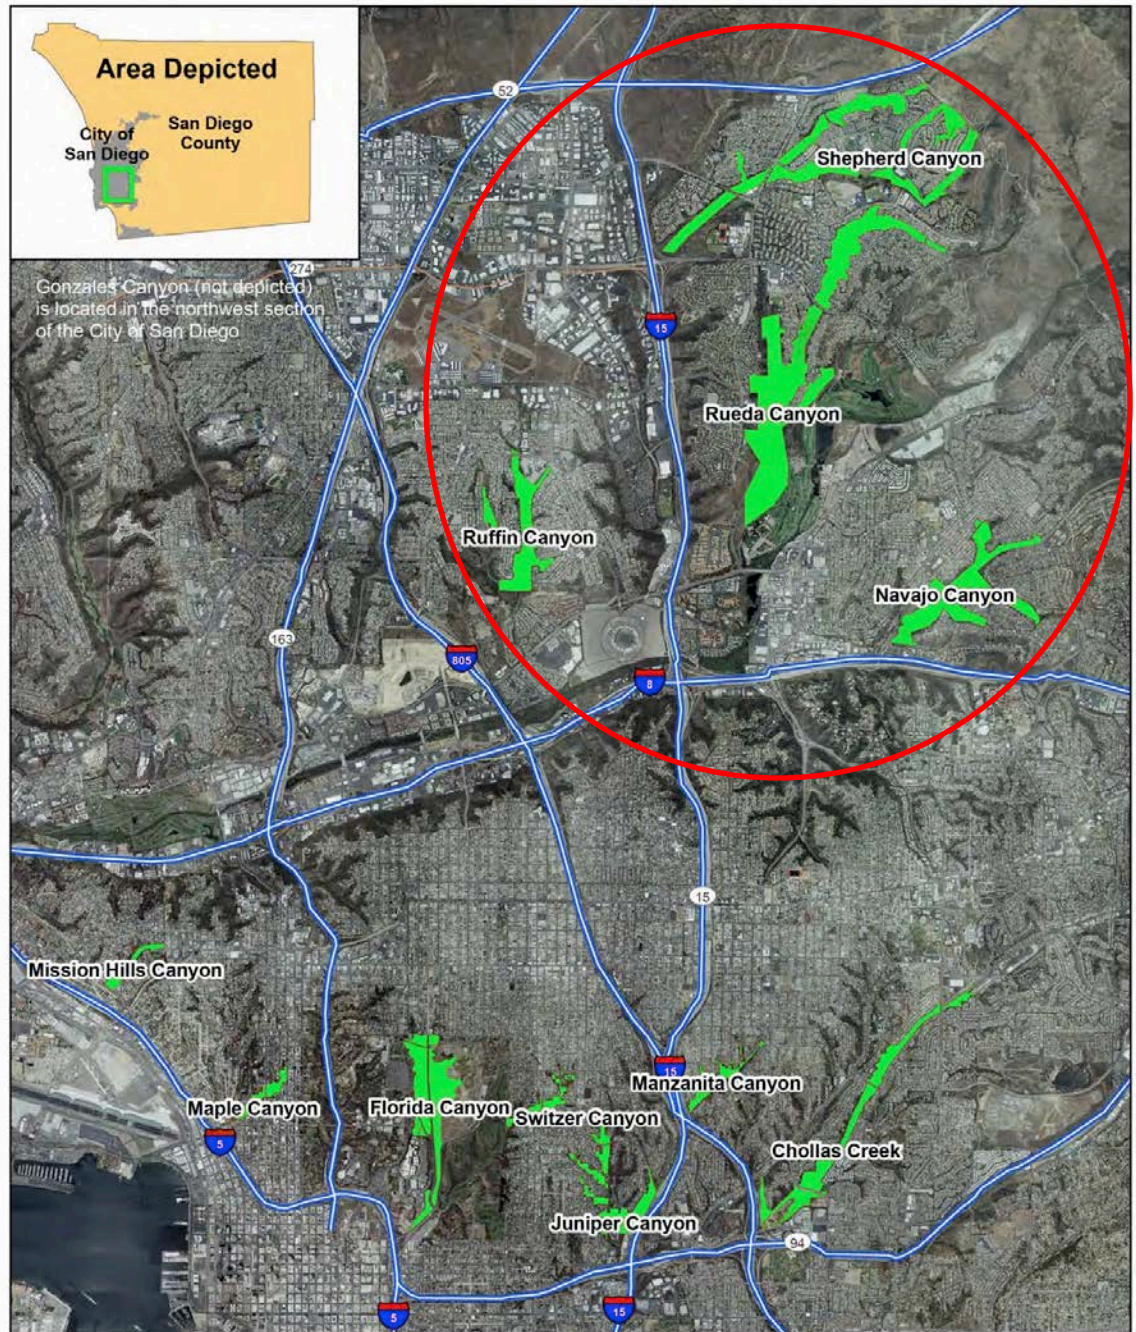 Area Depicted
City of
San Diego
San Diego
County
52
Shepherd Canyon
274
Gonzales Canyon (not depicted)
is located in the northwest section
of the City of San Diego
15
Rueda Canyon
Ruffin Canyon
Navajo Canyon
163
805
8
15
Mission Hills Canyon
15
Manzanita Canyon
Maple Canyon
Florida Canyon
Switzer Canyon
5
Chollas Creek
Juniper Canyon
94
5
15